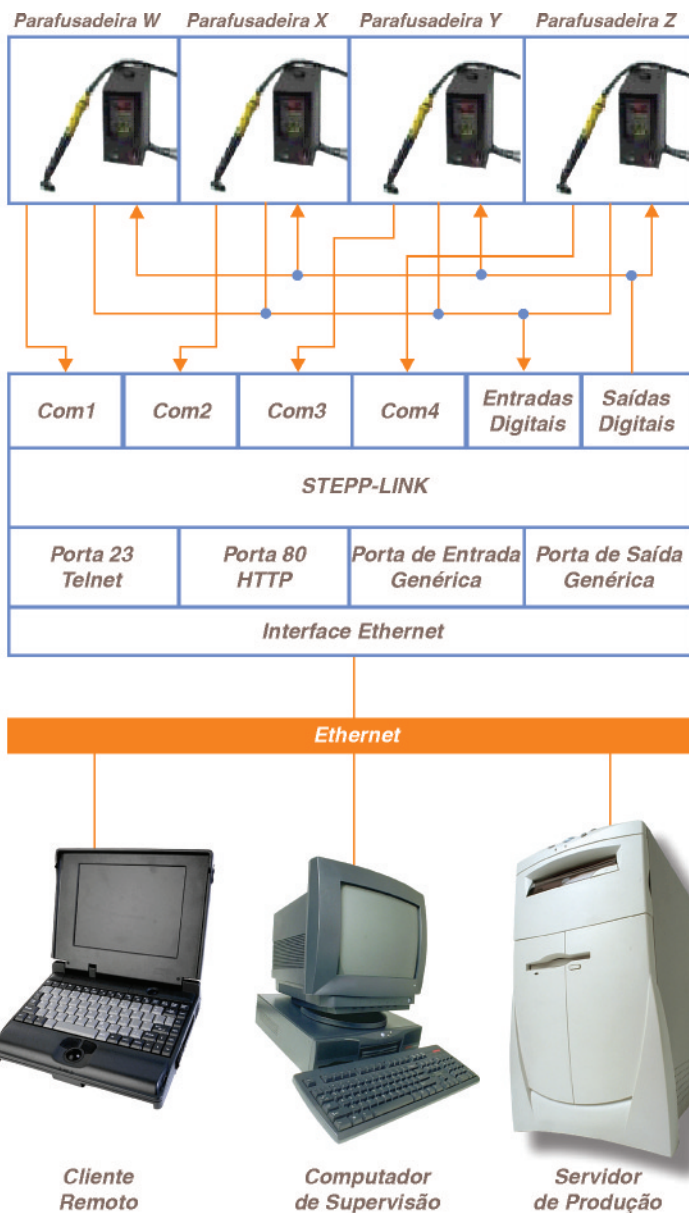 Parafusadeira W
Parafusadeira X
Parafusadeira Y
Parafusadeira Z
Com1
Com2
Com3
Com4
Entradas
Digitais
Saídas
Digitais
STEPP-LINK
Porta 23
Telnet
Porta 80
HTTP
Porta de Entrada
Genérica
Porta de Saída
Genérica
Interface Ethernet
Ethernet
Cliente
Remoto
Computador
de Supervisão
Servidor
de Produção